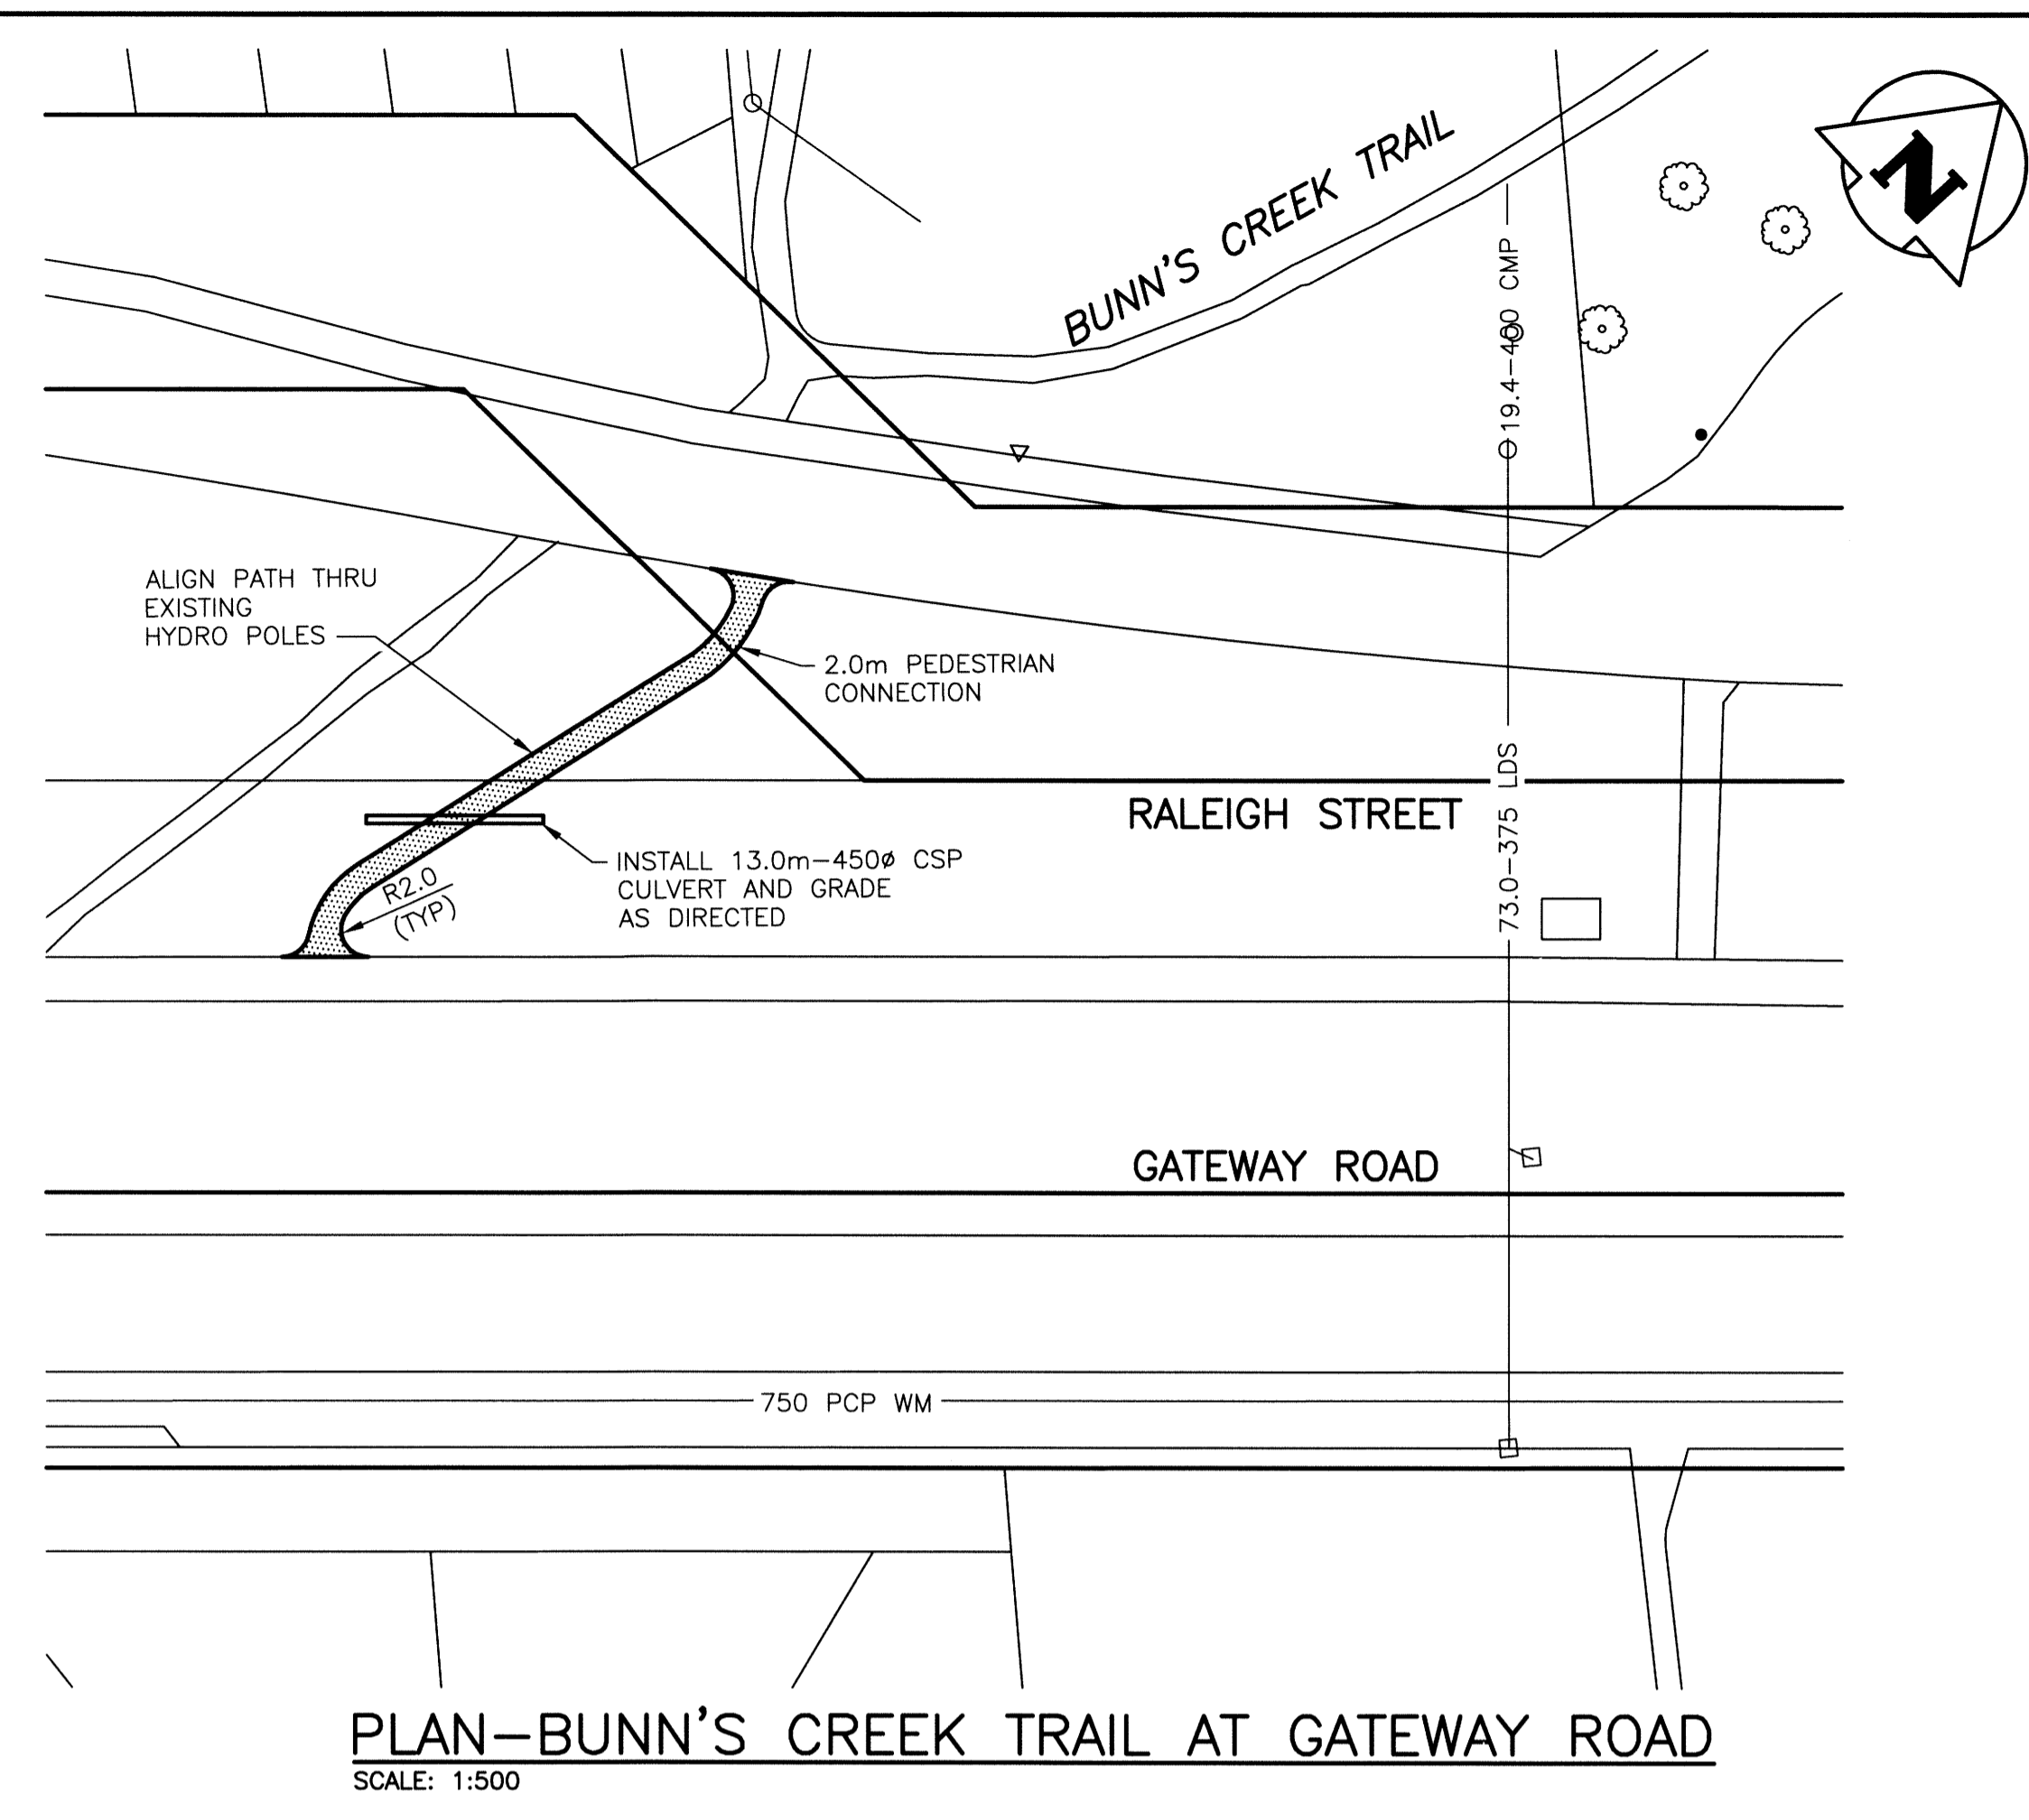 BUNN'S CREEK TRAIL
N
19.4-400 CMP
ALIGN PATH THRU
EXISTING
HYDRO POLES
2.0m PEDESTRIAN
CONNECTION
73.0-375 LDS
RALEIGH STREET
INSTALL 13.0m-450ø CSP
CULVERT AND GRADE
AS DIRECTED
R2.0
(TYP)
GATEWAY ROAD
750 PCP WM
PLAN-BUNN'S CREEK TRAIL AT GATEWAY ROAD
SCALE: 1:500